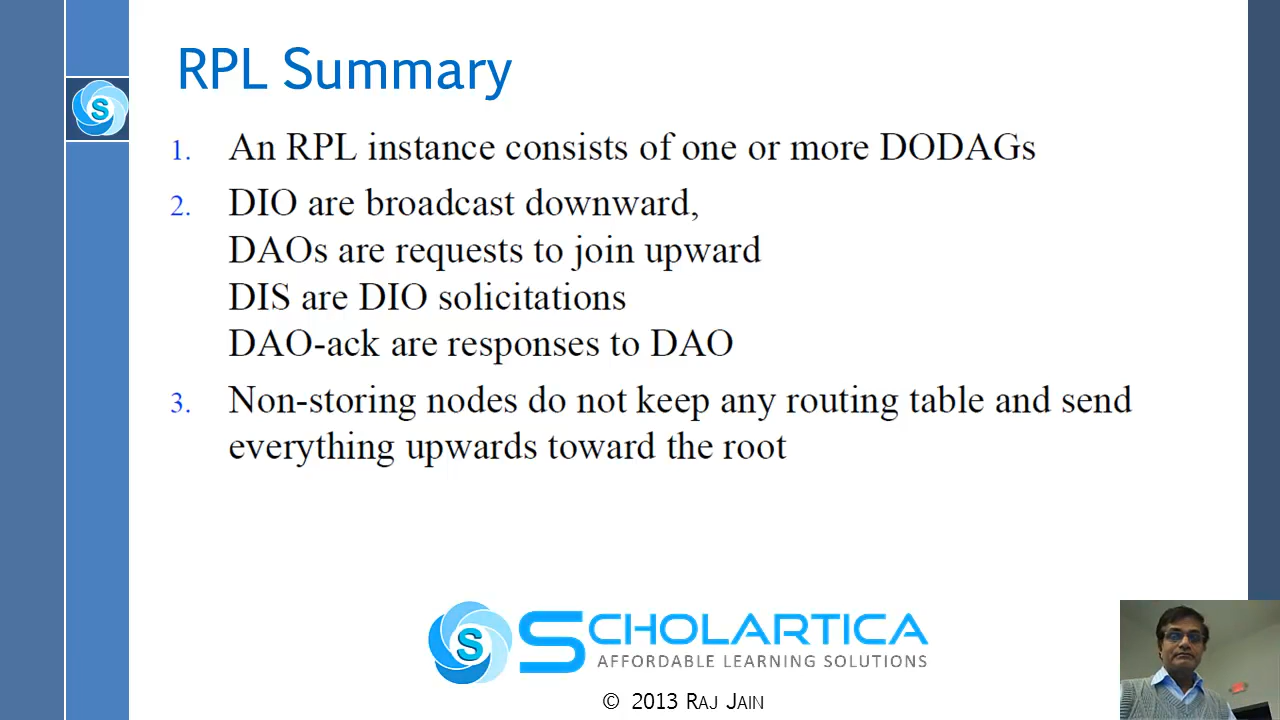 RPL Summary
S
1. An RPL instance consists of one or more DODAGs
2. DIO are broadcast downward,
DAOs are requests to join upward
DIS are DIO solicitations
DAO-ack are responses to DAO
3. Non-storing nodes do not keep any routing table and send
everything upwards toward the root
S SCHOLARTICA
AFFORDABLE LEARNING SOLUTIONS
© 2013 RAJ JAIN